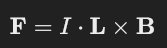 𝐅 = 𝐼 · 𝐋 × 𝐁